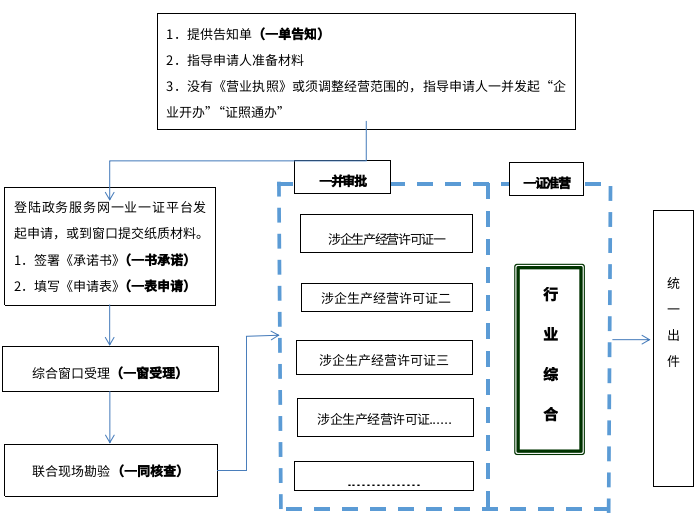 1．提供告知单（一单告知）
2．指导申请人准备材料
3．没有《营业执照》或须调整经营范围的，指导申请人一并发起“企
业开办”“证照通办”
一并审批
一证准营
登陆政务服务网一业一证平台发
起申请，或到窗口提交纸质材料。
1．签署《承诺书》（一书承诺）
2．填写《申请表》（一表申请）
综合窗口受理（一窗受理）
联合现场勘验（一同核查）
涉企生产经营许可证一
涉企生产经营许可证二
涉企生产经营许可证三
涉企生产经营许可证……
……………
行
业
综
合
统
一
出
件